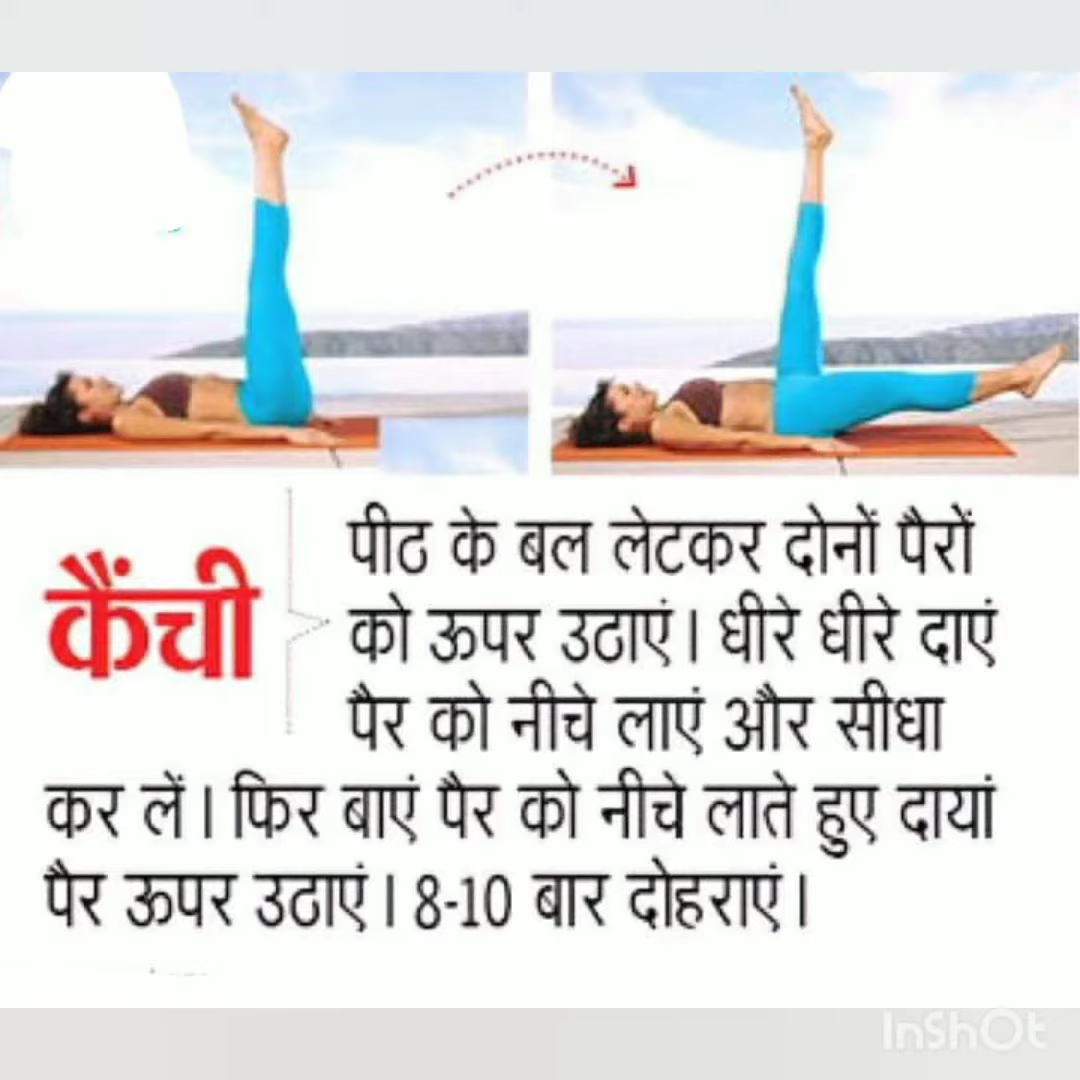 कैंची
पीठ के बल लेटकर दोनों पैरों
को ऊपर उठाएं। धीरे धीरे दाएं
पैर को नीचे लाएं और सीधा
कर लें। फिर बाएं पैर को नीचे लाते हुए दायां
पैर ऊपर उठाएं। 8-10 बार दोहराएं।
InShOt